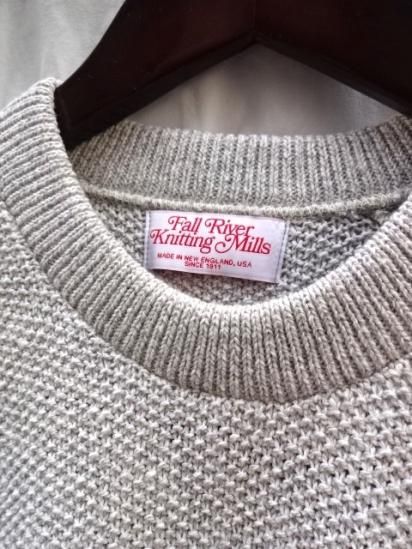 Fall River
Knitting Mills
MADE IN NEW ENGLAND, USA
SINCE 1911